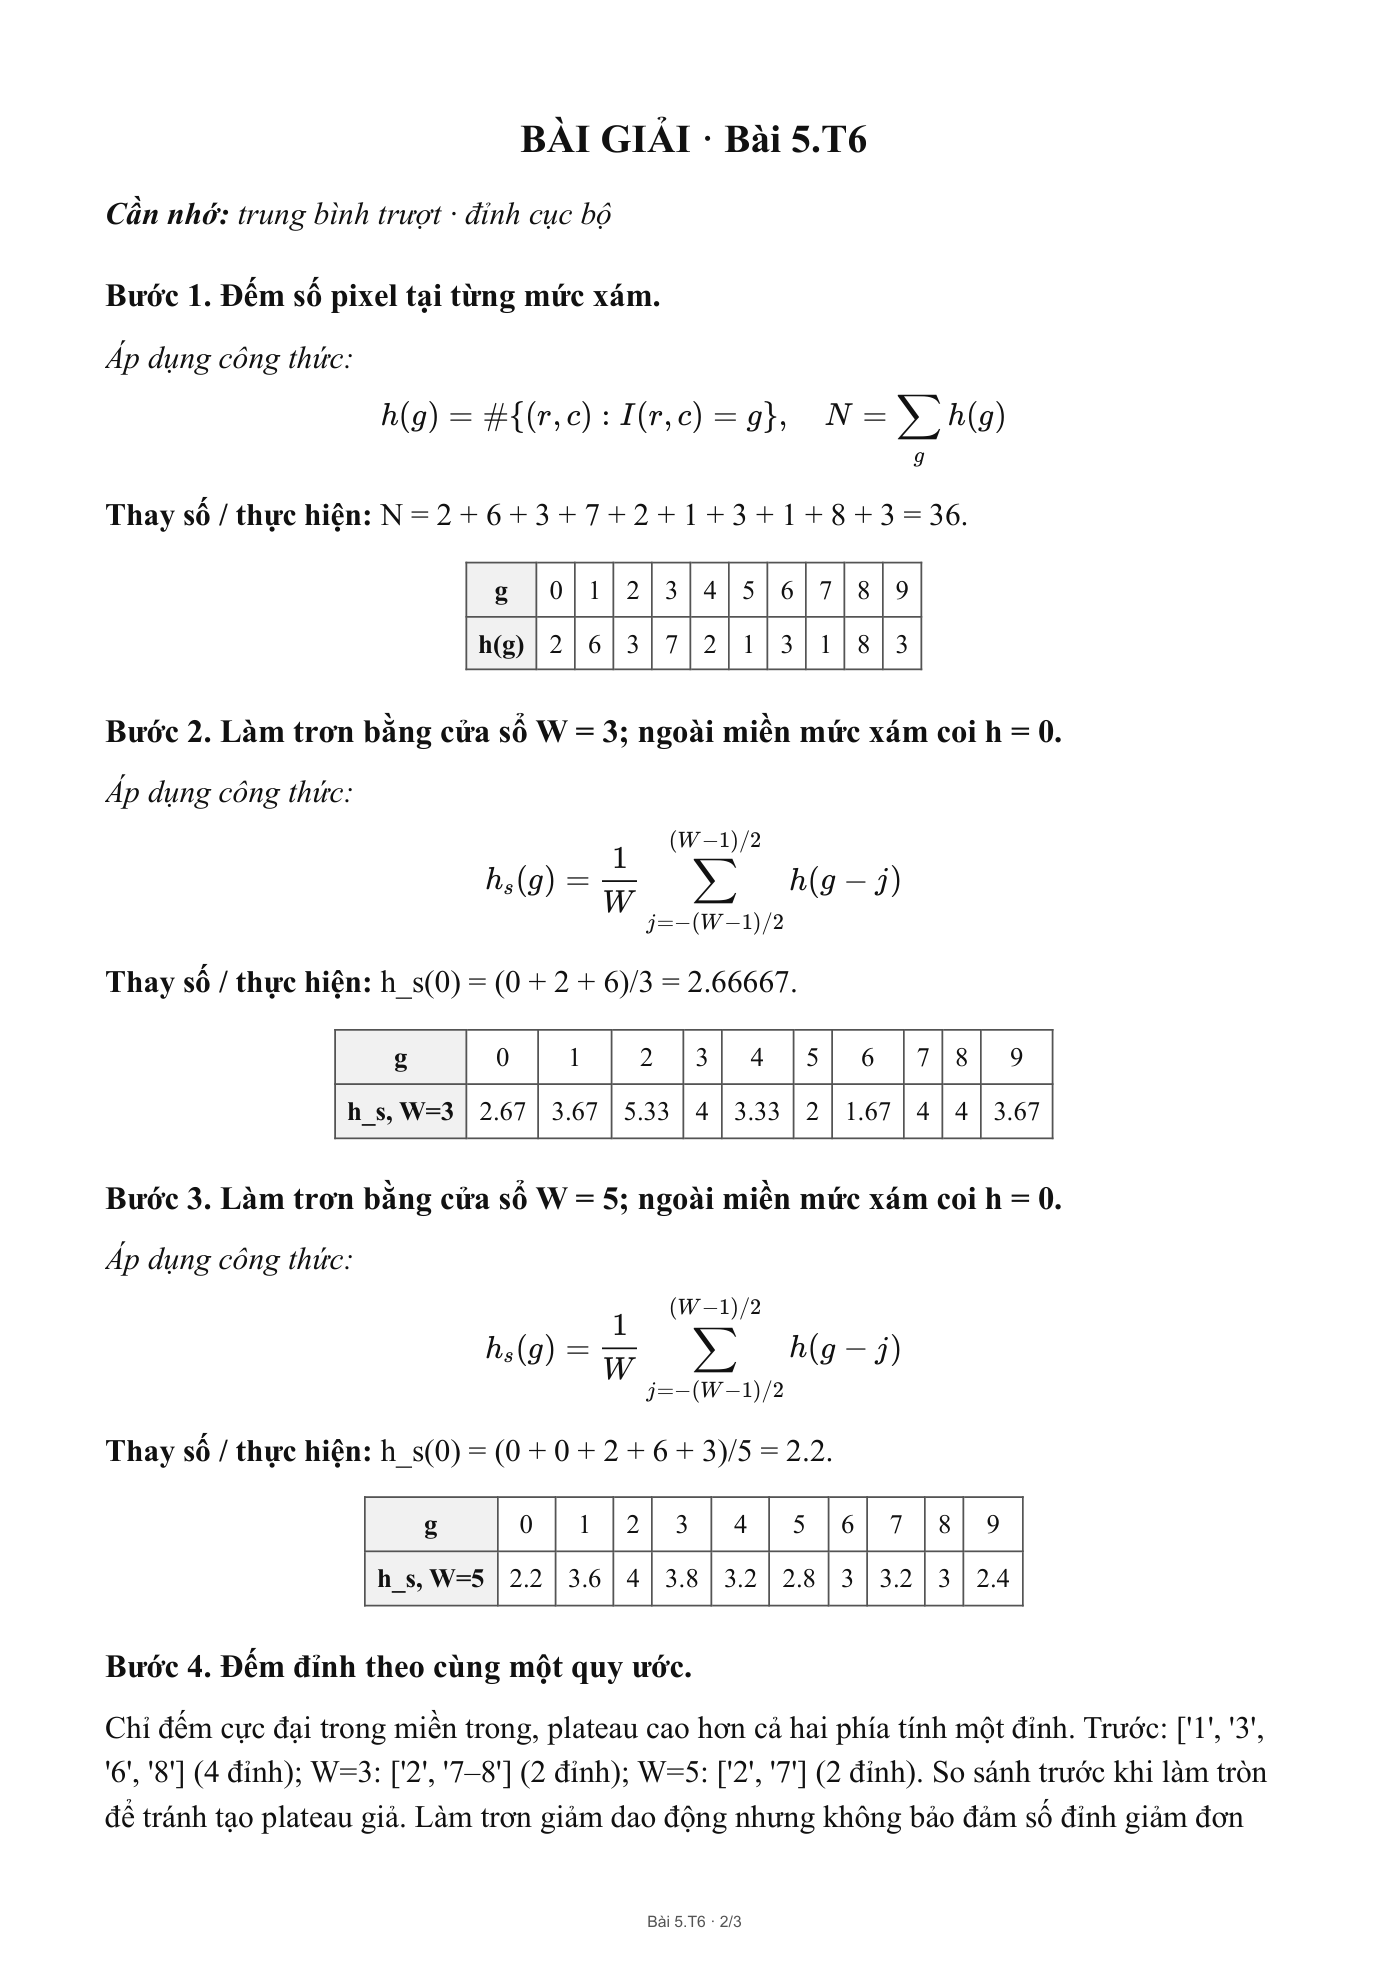 BÀI GIẢI · Bài 5.T6
Cần nhớ: trung bình trượt · đỉnh cục bộ
Bước 1. Đếm số pixel tại từng mức xám.
Áp dụng công thức:
h(g) = #{(r, c) : I(r, c) = g},    N = ∑_g h(g)
Thay số / thực hiện: N = 2 + 6 + 3 + 7 + 2 + 1 + 3 + 1 + 8 + 3 = 36.
g 0 1 2 3 4 5 6 7 8 9
h(g) 2 6 3 7 2 1 3 1 8 3
Bước 2. Làm trơn bằng cửa sổ W = 3; ngoài miền mức xám coi h = 0.
Áp dụng công thức:
h_s(g) = 1/W ∑_{j=−(W−1)/2}^{(W−1)/2} h(g − j)
Thay số / thực hiện: h_s(0) = (0 + 2 + 6)/3 = 2.66667.
g 0 1 2 3 4 5 6 7 8 9
h_s, W=3 2.67 3.67 5.33 4 3.33 2 1.67 4 4 3.67
Bước 3. Làm trơn bằng cửa sổ W = 5; ngoài miền mức xám coi h = 0.
Áp dụng công thức:
h_s(g) = 1/W ∑_{j=−(W−1)/2}^{(W−1)/2} h(g − j)
Thay số / thực hiện: h_s(0) = (0 + 0 + 2 + 6 + 3)/5 = 2.2.
g 0 1 2 3 4 5 6 7 8 9
h_s, W=5 2.2 3.6 4 3.8 3.2 2.8 3 3.2 3 2.4
Bước 4. Đếm đỉnh theo cùng một quy ước.
Chỉ đếm cực đại trong miền trong, plateau cao hơn cả hai phía tính một đỉnh. Trước: ['1', '3',
'6', '8'] (4 đỉnh); W=3: ['2', '7–8'] (2 đỉnh); W=5: ['2', '7'] (2 đỉnh). So sánh trước khi làm tròn
để tránh tạo plateau giả. Làm trơn giảm dao động nhưng không bảo đảm số đỉnh giảm đơn
Bài 5.T6 · 2/3